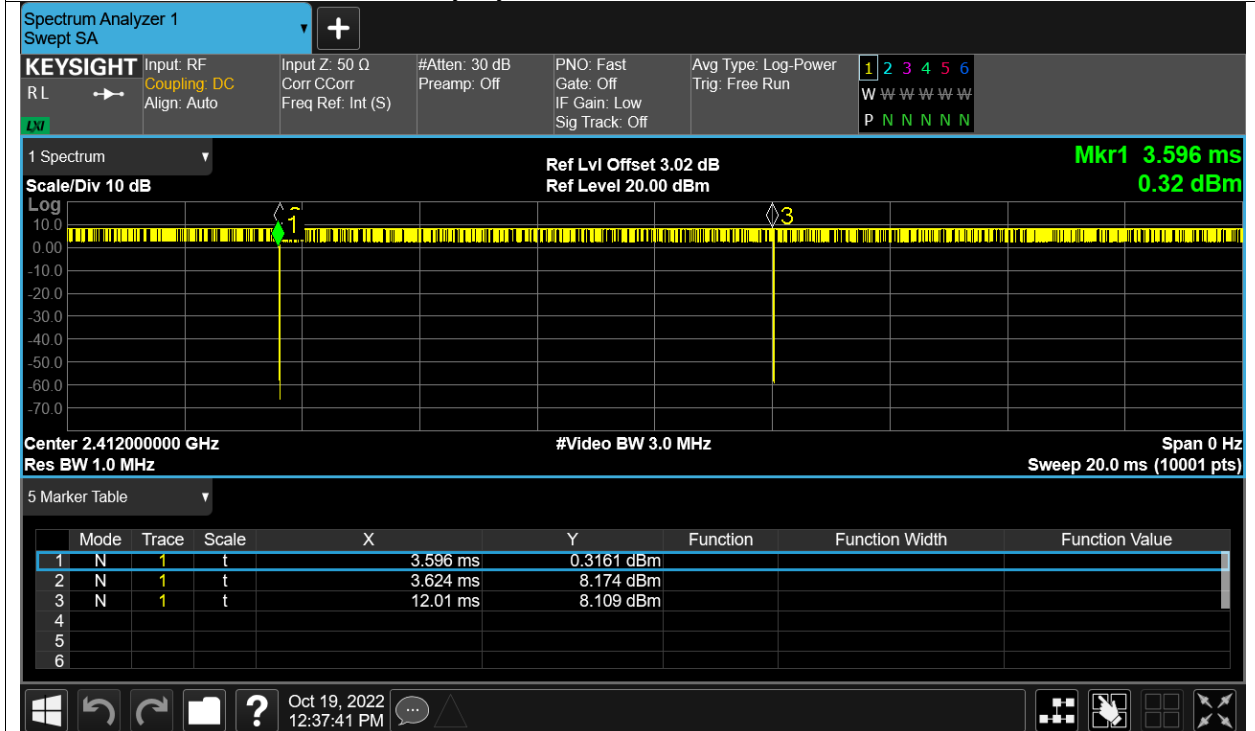 Spectrum Analyzer 1
Swept SA
+
KEYSIGHT Input: RF Input Z: 50 Ω #Atten: 30 dB PNO: Fast Avg Type: Log-Power 1 2 3 4 5 6
R L Coupling: DC Corr CCorr Preamp: Off Gate: Off Trig: Free Run W W W W W W
Align: Auto Freq Ref: Int (S) IF Gain: Low
LXI Sig Track: Off P N N N N N
1 Spectrum Ref Lvl Offset 3.02 dB Mkr1 3.596 ms
Scale/Div 10 dB Ref Level 20.00 dBm 0.32 dBm
Log
1 3
10.0
0.00
-10.0
-20.0
-30.0
-40.0
-50.0
-60.0
-70.0
Center 2.412000000 GHz #Video BW 3.0 MHz Span 0 Hz
Res BW 1.0 MHz Sweep 20.0 ms (10001 pts)
5 Marker Table
Mode Trace Scale X Y Function Function Width Function Value
1 N 1 t 3.596 ms 0.3161 dBm
2 N 1 t 3.624 ms 8.174 dBm
3 N 1 t 12.01 ms 8.109 dBm
4
5
6
? Oct 19, 2022
12:37:41 PM